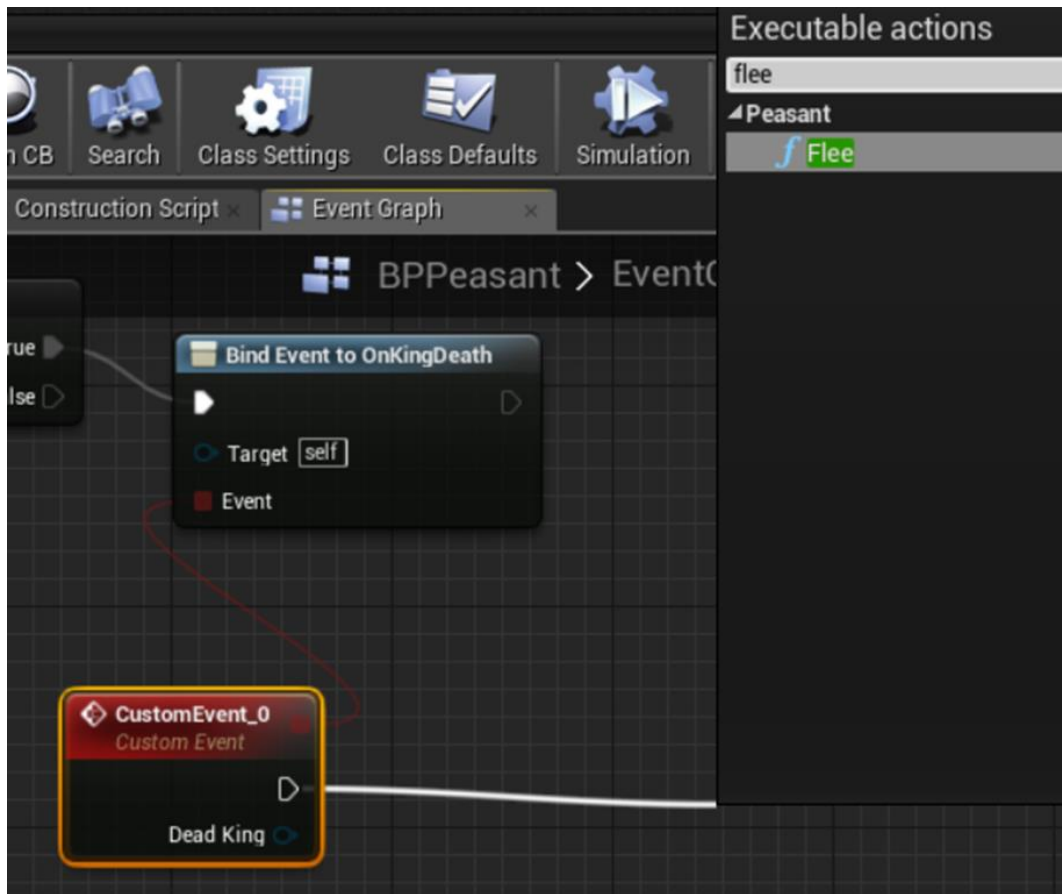 Executable actions
flee
Peasant
f Flee
n CB
Search
Class Settings
Class Defaults
Simulation
Construction Script
Event Graph
BPPeasant > Event
rue
lse
Bind Event to OnKingDeath
Target self
Event
CustomEvent_0
Custom Event
Dead King